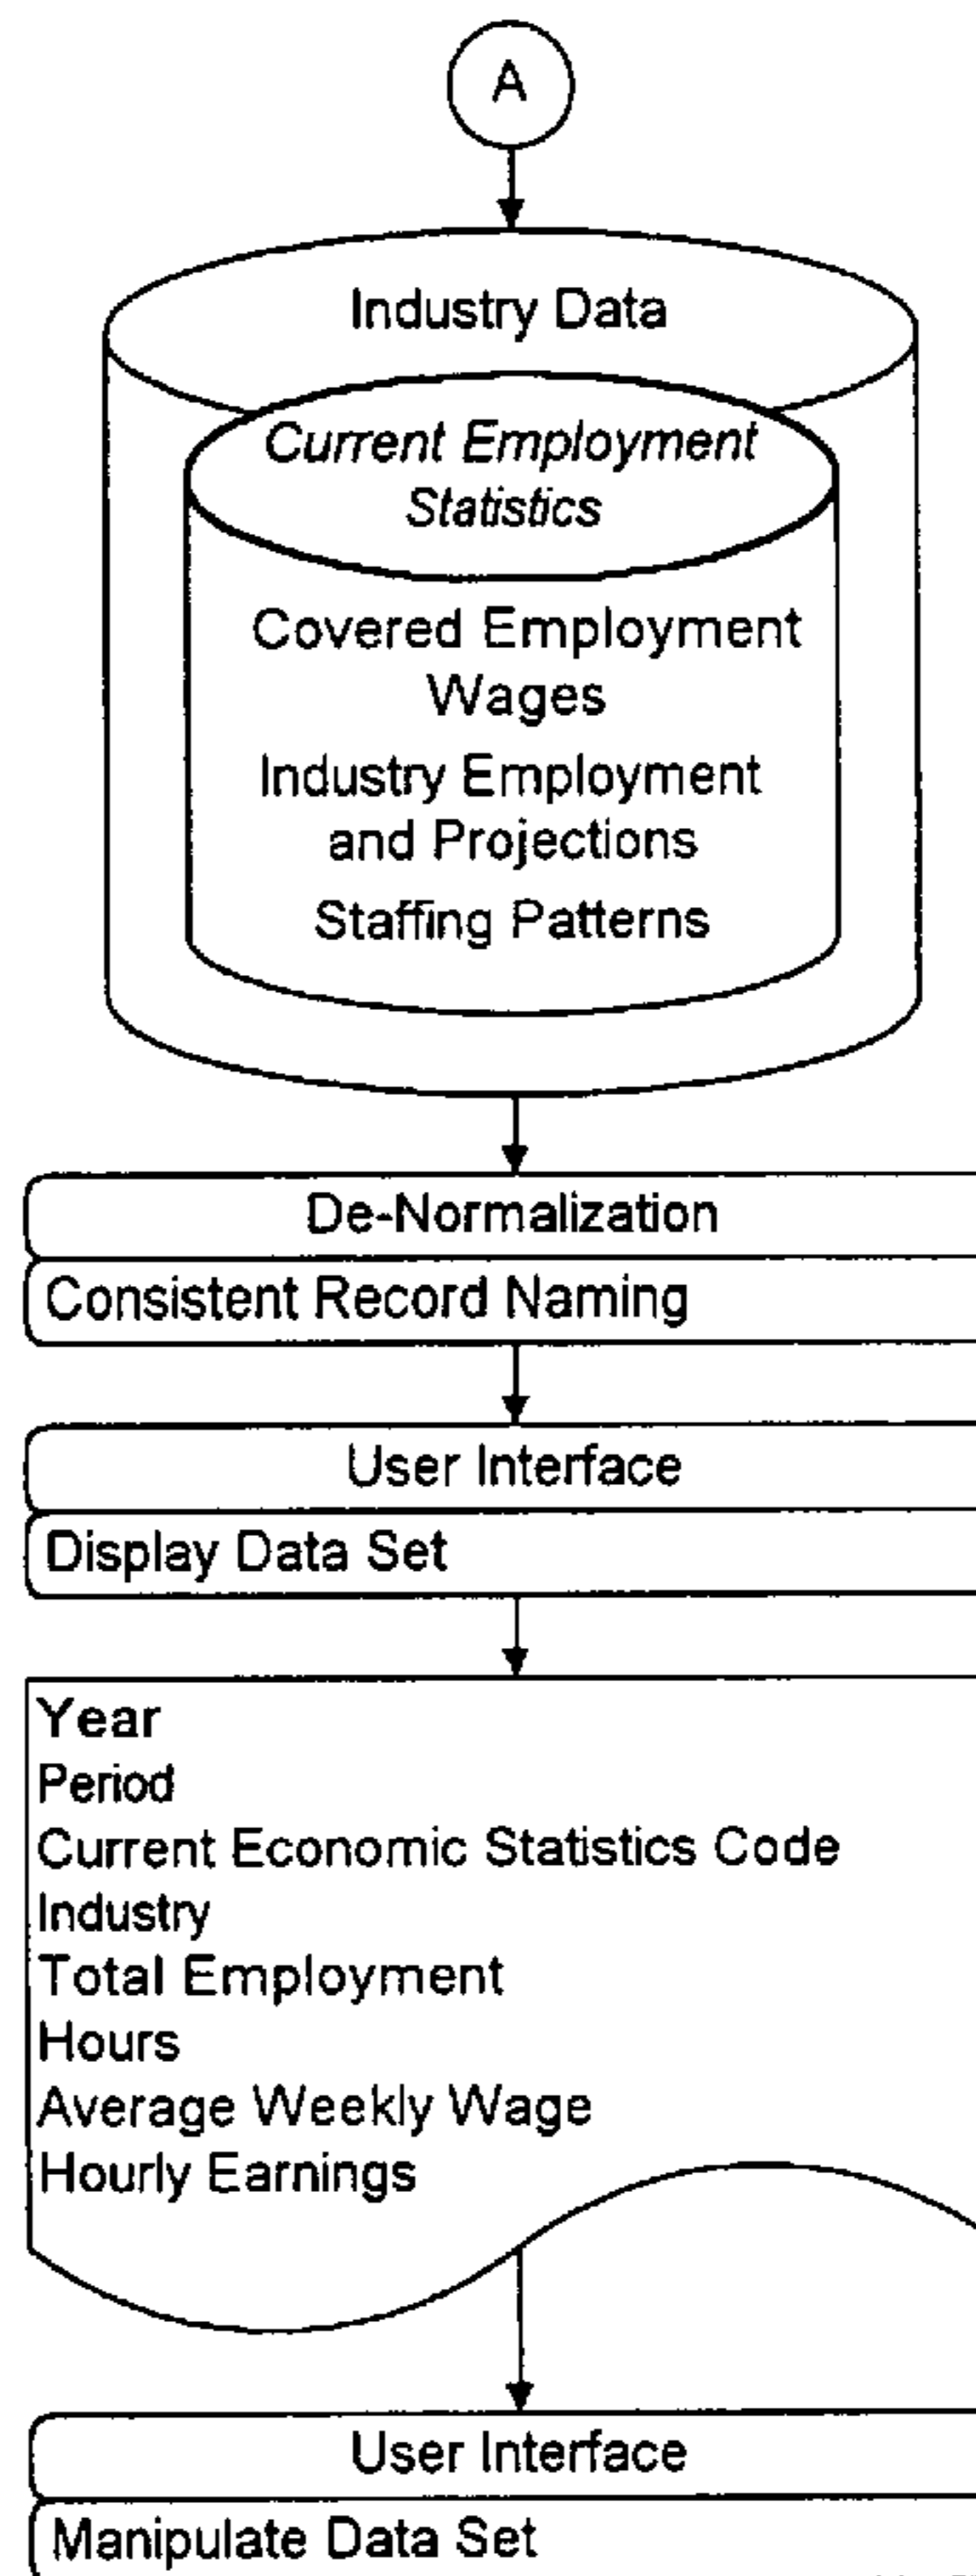 A
Industry Data
Current Employment
Statistics
Covered Employment
Wages
Industry Employment
and Projections
Staffing Patterns
De-Normalization
Consistent Record Naming
User Interface
Display Data Set
Year
Period
Current Economic Statistics Code
Industry
Total Employment
Hours
Average Weekly Wage
Hourly Earnings
User Interface
Manipulate Data Set